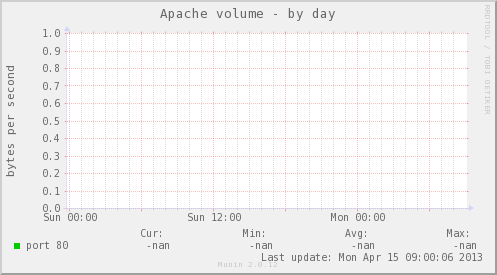 Apache volume - by day
RRDTOOL / TOBI OETIKER
bytes per second
1.0
0.9
0.8
0.7
0.6
0.5
0.4
0.3
0.2
0.1
0.0
Sun 00:00 Sun 12:00 Mon 00:00
Cur: Min: Avg: Max:
port 80 -nan -nan -nan -nan
Last update: Mon Apr 15 09:00:06 2013
Munin 2.0.12